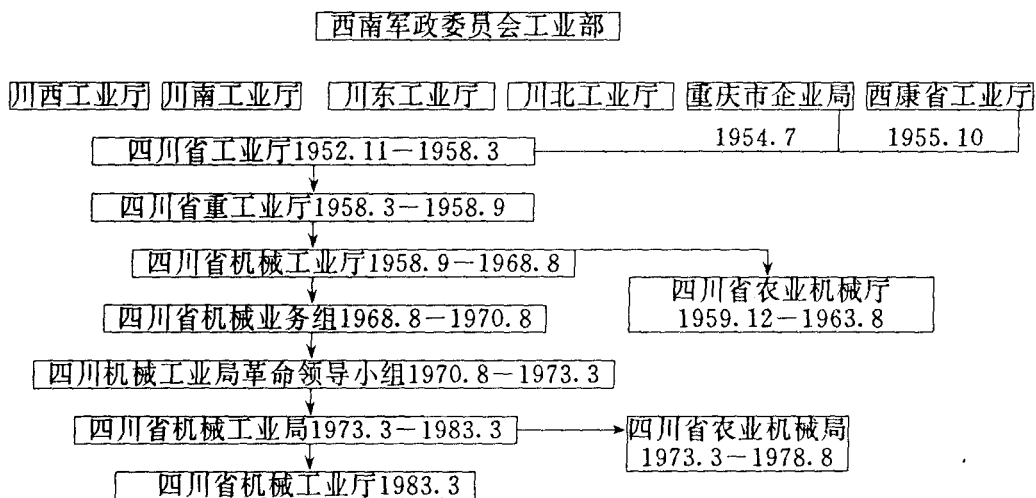 西南军政委员会工业部
川西工业厅 川南工业厅 川东工业厅 川北工业厅 重庆市企业局 西康省工业厅
1954.7 1955.10
四川省工业厅1952.11－1958.3
四川省重工业厅1958.3－1958.9
四川省机械工业厅1958.9－1968.8
四川省农业机械厅
1959.12－1963.8
四川省机械业务组1968.8－1970.8
四川机械工业局革命领导小组1970.8－1973.3
四川省机械工业局1973.3－1983.3
四川省农业机械局
1973.3－1978.8
四川省机械工业厅1983.3